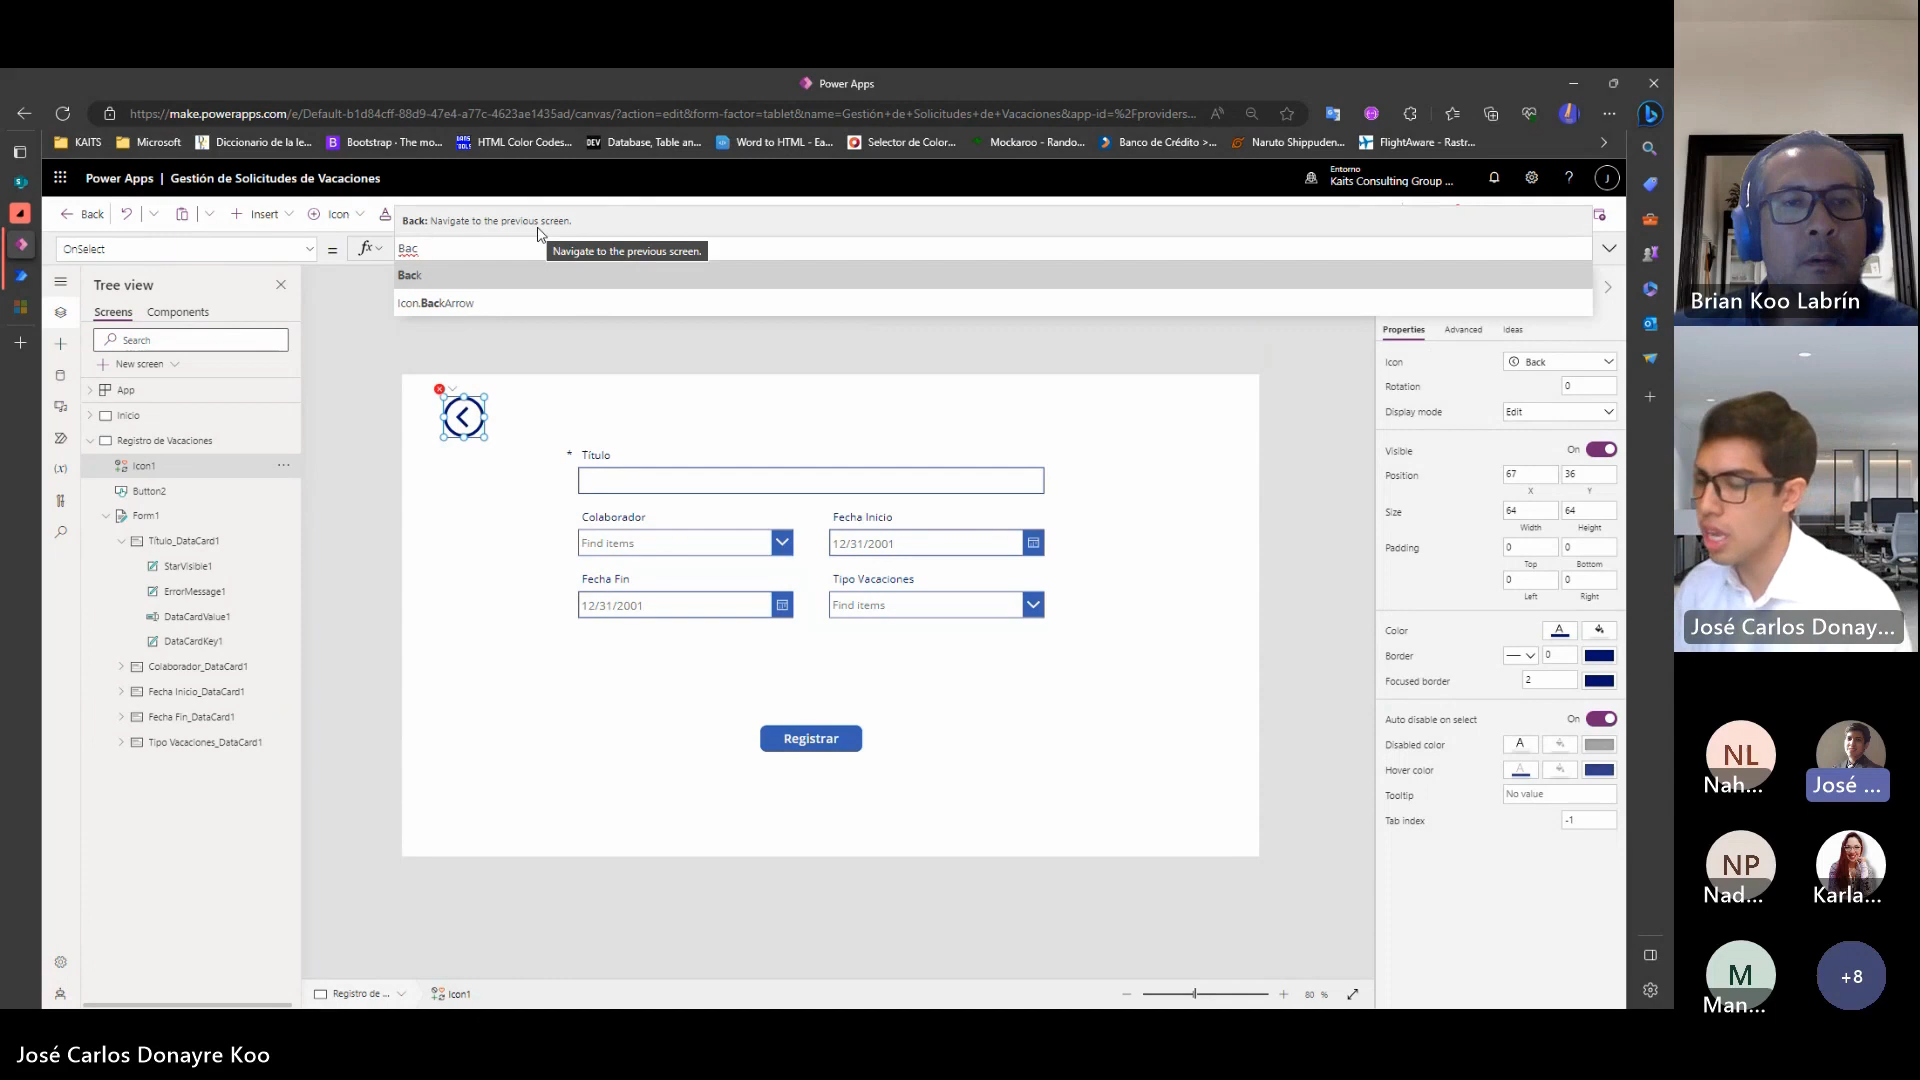 Power Apps
https://make.powerapps.com/e/Default-b1d84cff-88d9-47e4-a77c-4623ae1435ad/canvas/?action=edit&form-factor=tablet&name=Gestión+de+Solicitudes+de+Vacaciones&app-id=%2Fproviders...
KAITS
Microsoft
Diccionario de la le...
Bootstrap · The mo...
HTML Color Codes...
DEV Database, Table an...
Word to HTML - Ea...
Selector de Color...
Mockaroo - Rando...
Banco de Crédito >...
Naruto Shippuden...
FlightAware - Rastr...
Power Apps | Gestión de Solicitudes de Vacaciones
Entorno
Kaits Consulting Group ...
J
Back
Insert
Icon
Back: Navigate to the previous screen.
OnSelect
=
fx
Bac
Navigate to the previous screen.
Back
Icon.BackArrow
Tree view
Screens
Components
Search
New screen
App
Inicio
Registro de Vacaciones
Icon1
Button2
Form1
Título_DataCard1
StarVisible1
ErrorMessage1
DataCardValue1
DataCardKey1
Colaborador_DataCard1
Fecha Inicio_DataCard1
Fecha Fin_DataCard1
Tipo Vacaciones_DataCard1
* Título
Colaborador
Fecha Inicio
Find items
12/31/2001
Fecha Fin
Tipo Vacaciones
12/31/2001
Find items
Registrar
Registro de ...
Icon1
80 %
Properties
Advanced
Ideas
Icon
Back
Rotation
0
Display mode
Edit
Visible
On
Position
67
36
X
Y
Size
64
64
Width
Height
Padding
0
0
Top
Bottom
0
0
Left
Right
Color
Border
0
Focused border
2
Auto disable on select
On
Disabled color
Hover color
Tooltip
No value
Tab index
-1
Brian Koo Labrín
José Carlos Donay...
NL
Nah...
José ...
NP
Nad...
Karla...
M
Man...
+8
José Carlos Donayre Koo